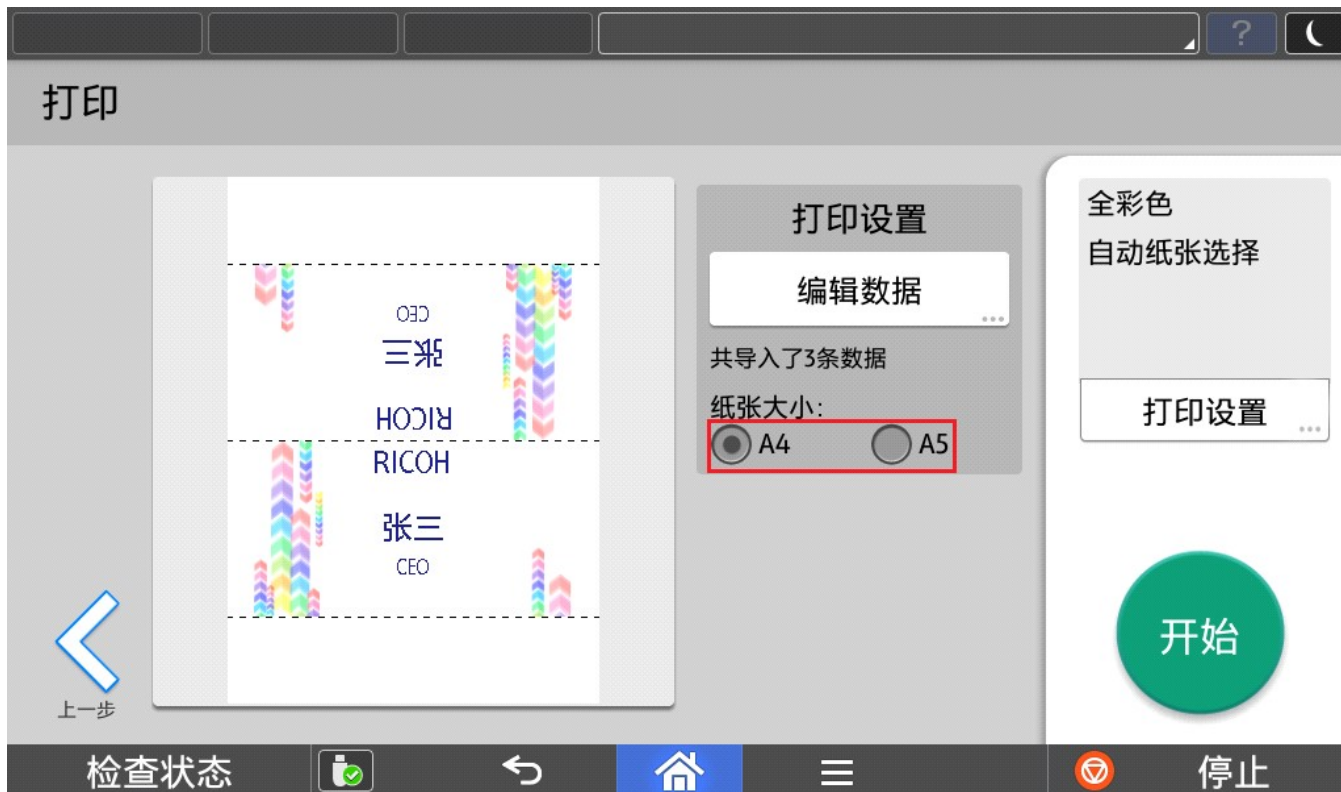 ?
打印
CEO
张三
RICOH
RICOH
张三
CEO
打印设置
编辑数据
共导入了3条数据
纸张大小:
A4
A5
全彩色
自动纸张选择
打印设置
开始
上一步
检查状态
停止